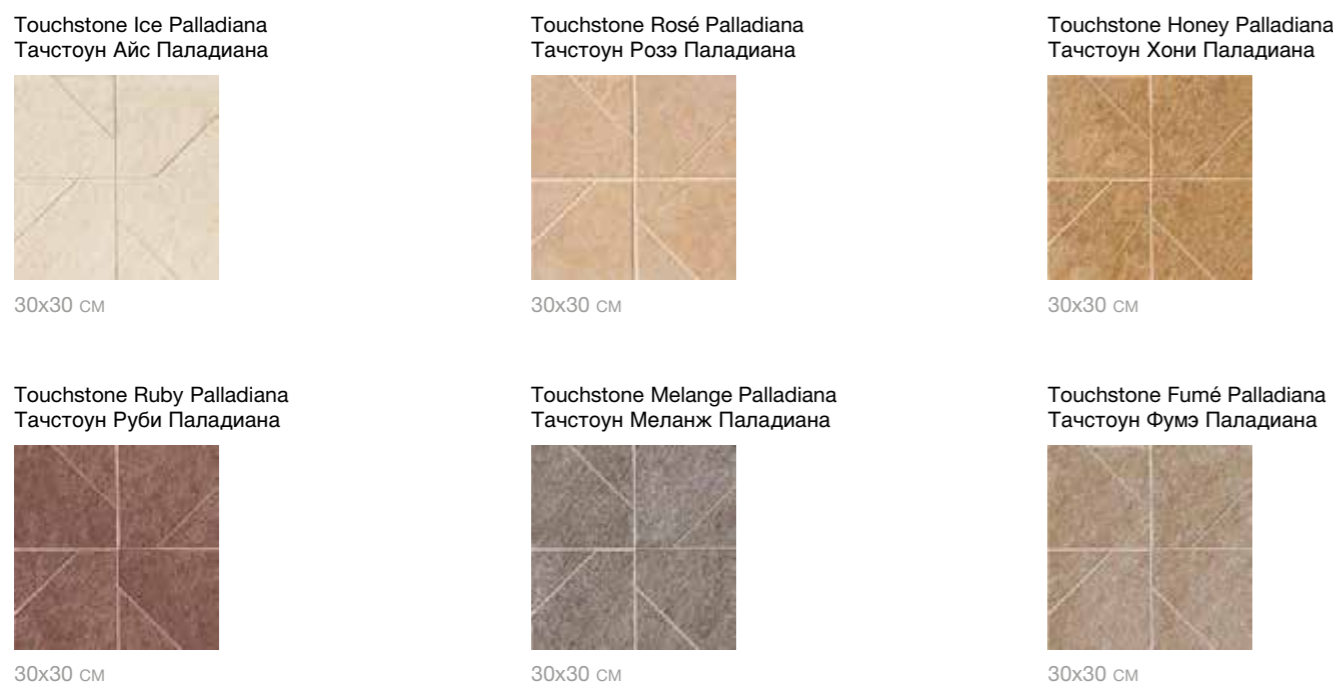 Touchstone Ice Palladiana
Тачстоун Айс Паладиана
30x30 см
Touchstone Rosé Palladiana
Тачстоун Розэ Паладиана
30x30 см
Touchstone Honey Palladiana
Тачстоун Хони Паладиана
30x30 см
Touchstone Ruby Palladiana
Тачстоун Руби Паладиана
30x30 см
Touchstone Melange Palladiana
Тачстоун Меланж Паладиана
30x30 см
Touchstone Fumé Palladiana
Тачстоун Фумэ Паладиана
30x30 см